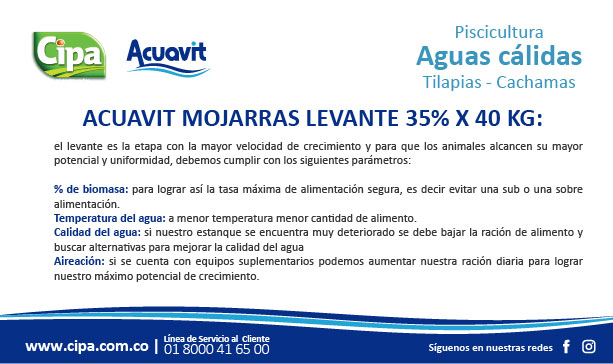 Cipa
Acuavit
Piscicultura
Aguas cálidas
Tilapias - Cachamas
ACUAVIT MOJARRAS LEVANTE 35% X 40 KG:
el levante es la etapa con la mayor velocidad de crecimiento y para que los animales alcancen su mayor
potencial y uniformidad, debemos cumplir con los siguientes parámetros:
% de biomasa: para lograr así la tasa máxima de alimentación segura, es decir evitar una sub o una sobre
alimentación.
Temperatura del agua: a menor temperatura menor cantidad de alimento.
Calidad del agua: si nuestro estanque se encuentra muy deteriorado se debe bajar la ración de alimento y
buscar alternativas para mejorar la calidad del agua
Aireación: si se cuenta con equipos suplementarios podemos aumentar nuestra ración diaria para lograr
nuestro máximo potencial de crecimiento.
www.cipa.com.co | Línea de Servicio al Cliente
01 8000 41 65 00
Síguenos en nuestras redes